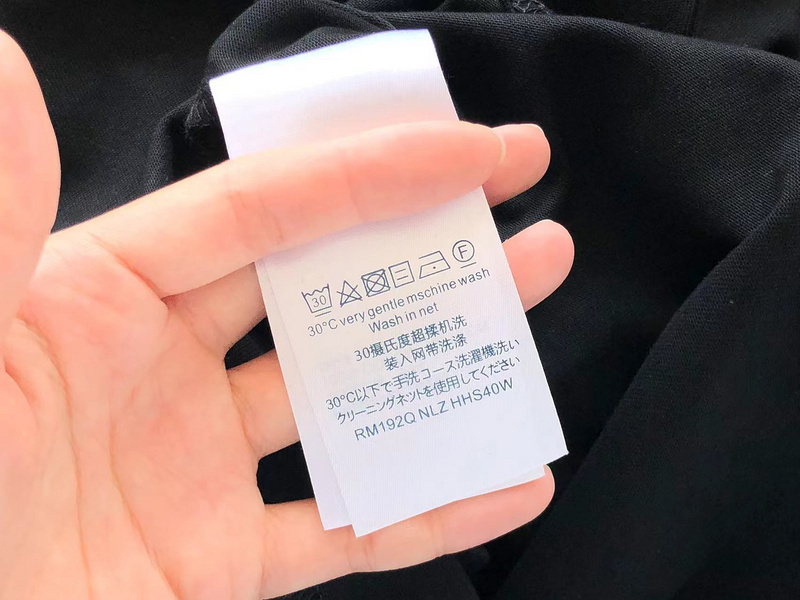 30 F
30°C very gentle mschine wash
Wash in net
30摄氏度超揉机洗
装入网带洗涤
30°C以下で手洗コース洗濯機洗い
クリーニングネットを使用してください
RM192Q NLZ HHS40W